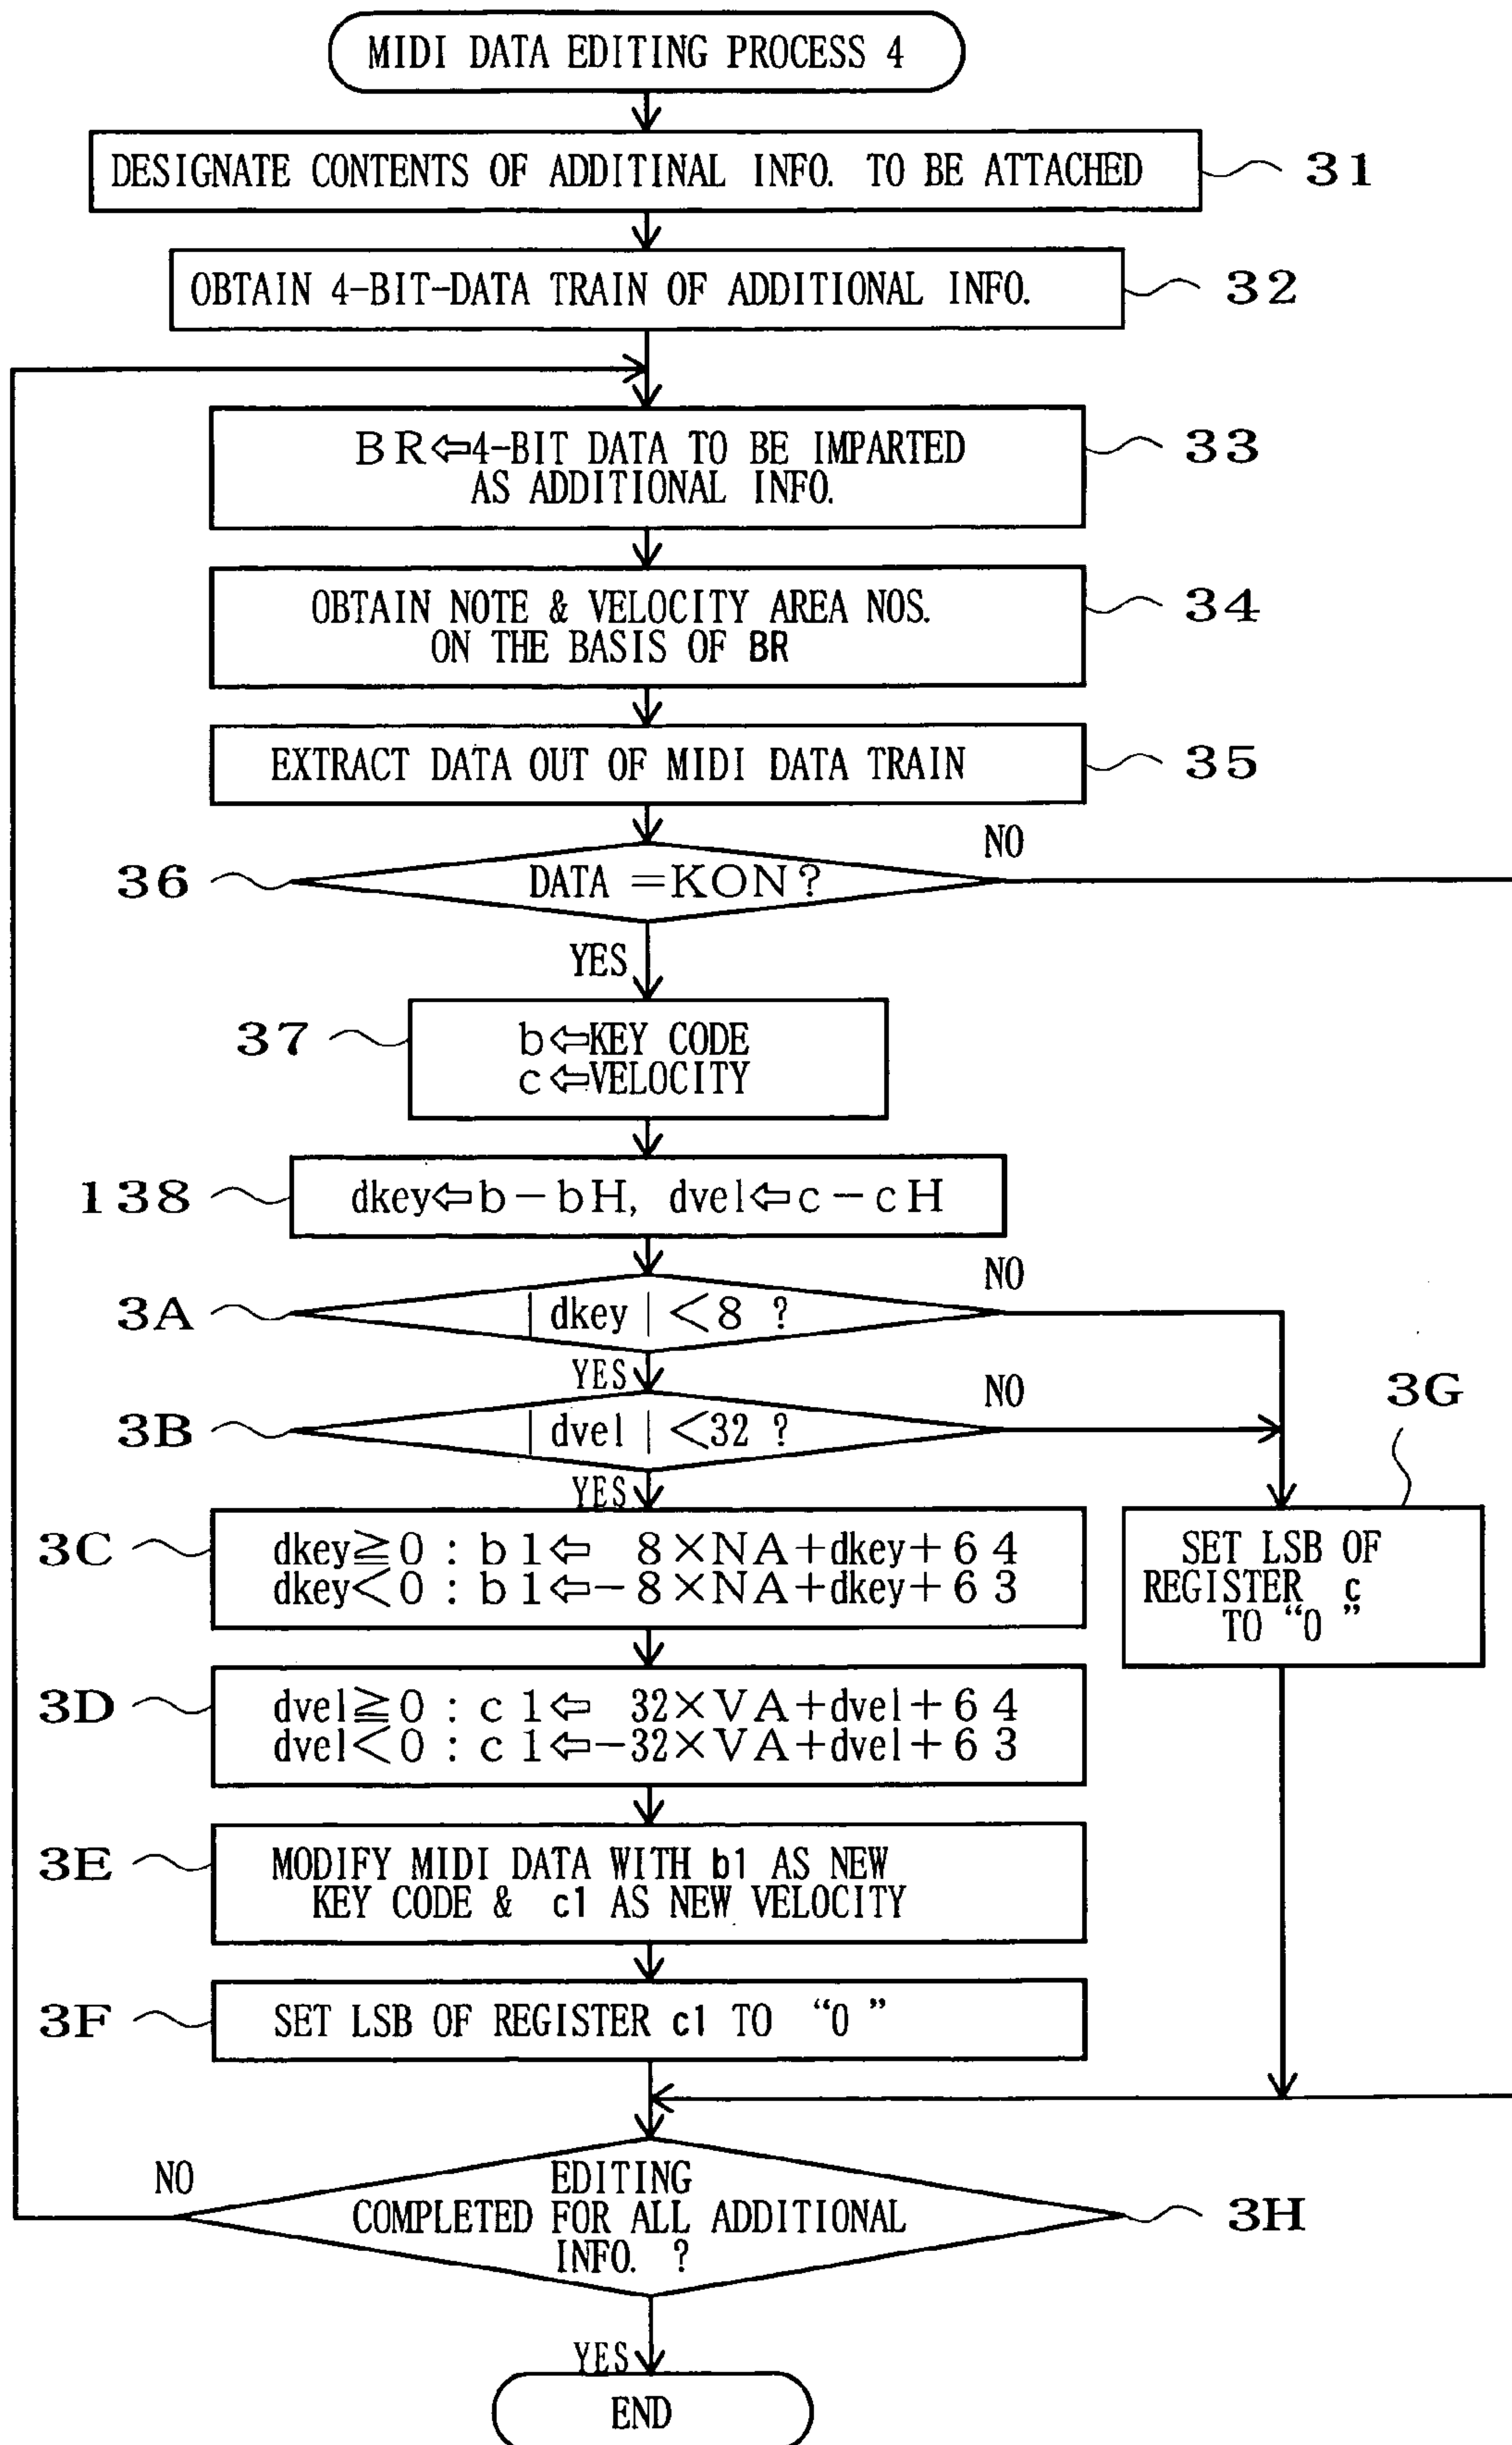 MIDI DATA EDITING PROCESS 4
DESIGNATE CONTENTS OF ADDITINAL INFO. TO BE ATTACHED
31
OBTAIN 4-BIT-DATA TRAIN OF ADDITIONAL INFO.
32
BR⇦4-BIT DATA TO BE IMPARTED
AS ADDITIONAL INFO.
33
OBTAIN NOTE & VELOCITY AREA NOS.
ON THE BASIS OF BR
34
EXTRACT DATA OUT OF MIDI DATA TRAIN
35
36
DATA =KON?
NO
YES
37
b⇦KEY CODE
c⇦VELOCITY
138
dkey⇦b-bH, dvel⇦c-cH
3A
|dkey|<8 ?
NO
YES
3B
|dvel|<32 ?
NO
YES
3G
SET LSB OF
REGISTER c
TO “0”
3C
dkey≧0 : b1⇦ 8×NA+dkey+64
dkey<0 : b1⇦-8×NA+dkey+63
3D
dvel≧0 : c1⇦ 32×VA+dvel+64
dvel<0 : c1⇦-32×VA+dvel+63
3E
MODIFY MIDI DATA WITH b1 AS NEW
KEY CODE & c1 AS NEW VELOCITY
3F
SET LSB OF REGISTER c1 TO “0”
NO
EDITING
COMPLETED FOR ALL ADDITIONAL
INFO. ?
3H
YES
END